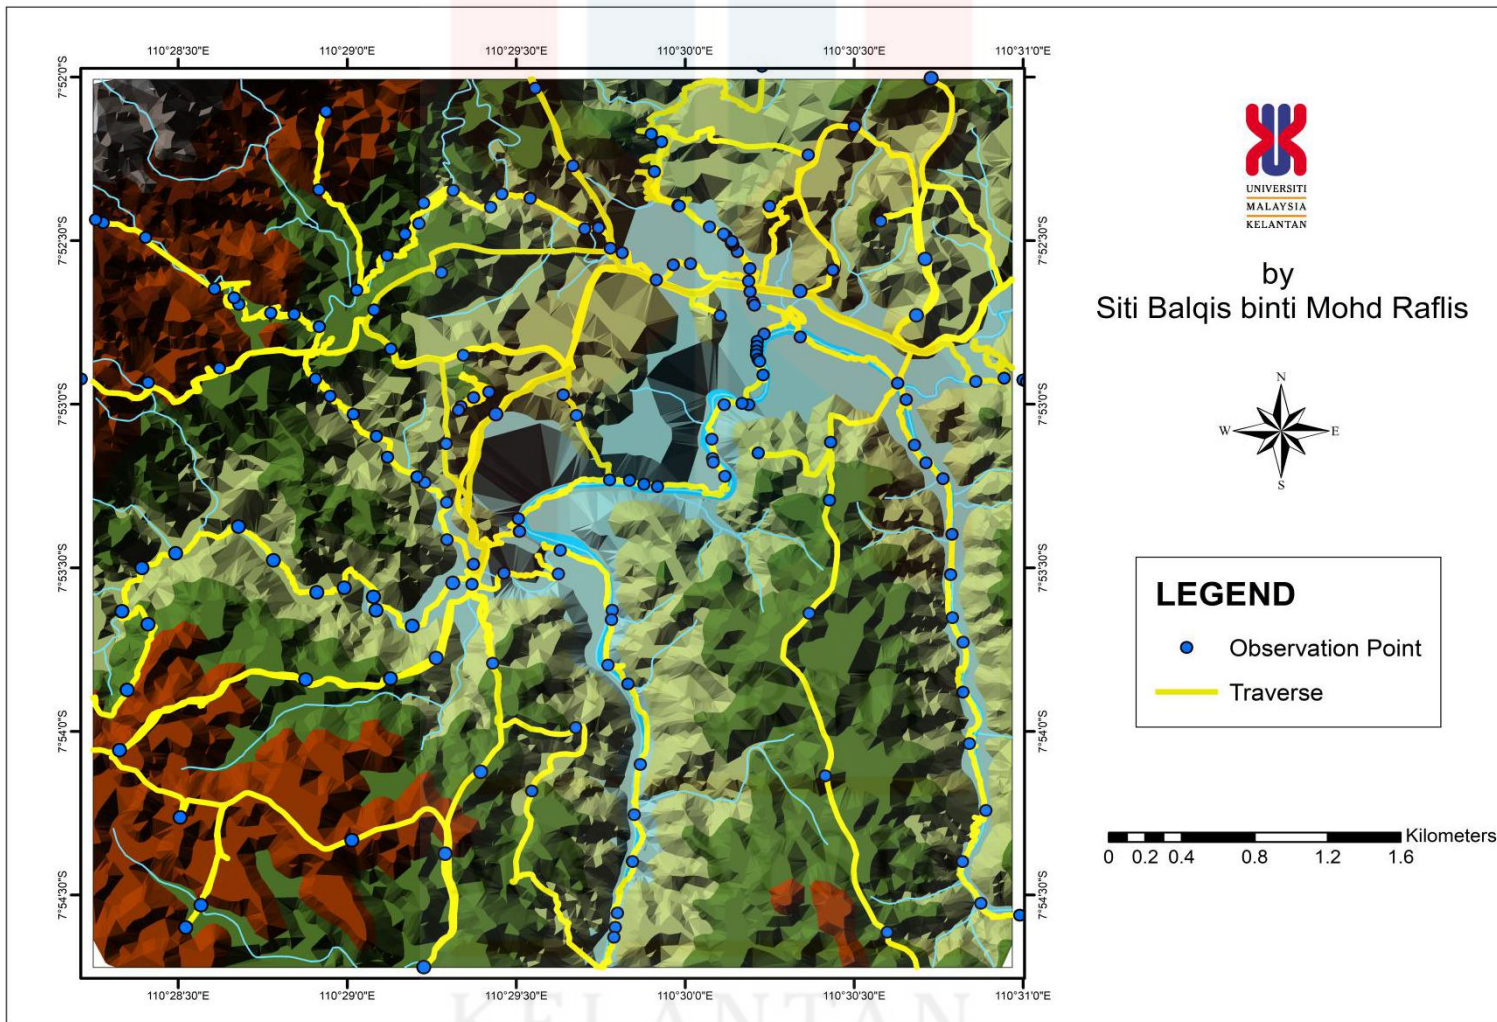 110°28'30"E 110°29'0"E 110°29'30"E 110°30'0"E 110°30'30"E 110°31'0"E
7°52'0"S
7°52'30"S
7°53'0"S
7°53'30"S
7°54'0"S
7°54'30"S
7°52'30"S
7°53'0"S
7°53'30"S
7°54'0"S
7°54'30"S
110°28'30"E 110°29'0"E 110°29'30"E 110°30'0"E 110°30'30"E 110°31'0"E
UNIVERSITI
MALAYSIA
KELANTAN
by
Siti Balqis binti Mohd Raflis
N
W E
S
LEGEND
Observation Point
Traverse
Kilometers
0 0.2 0.4 0.8 1.2 1.6
KELANTAN